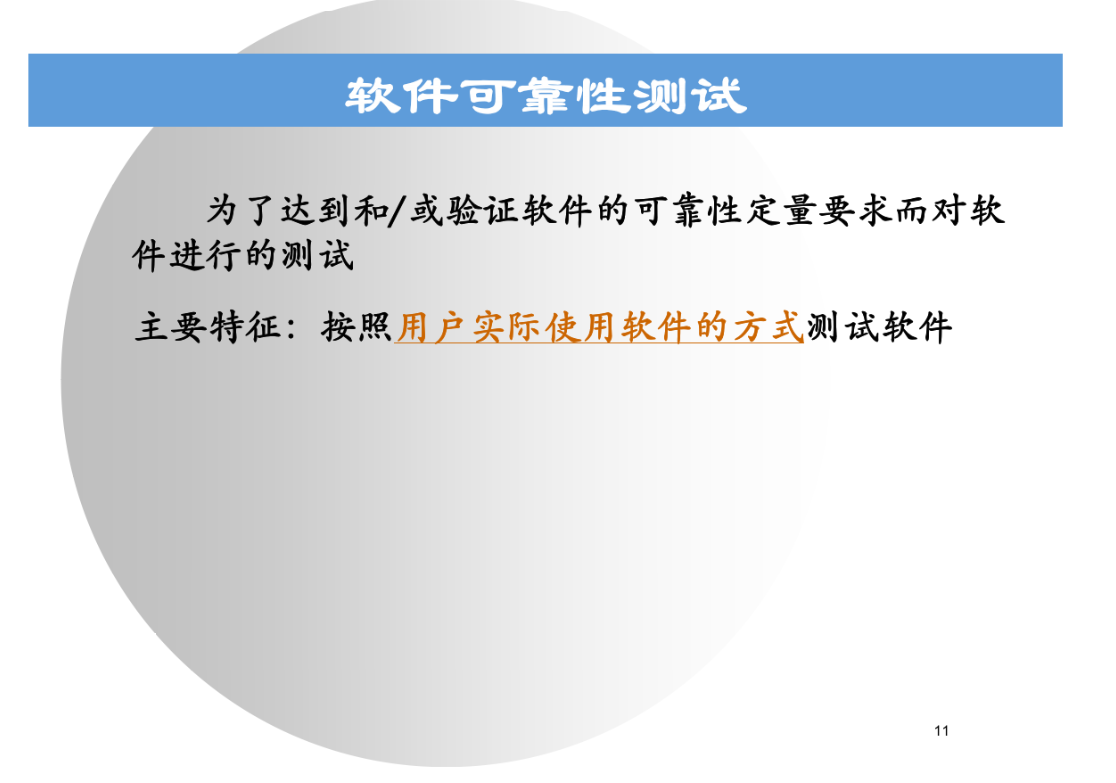 软件可靠性测试
为了达到和/或验证软件的可靠性定量要求而对软
件进行的测试
主要特征：按照用户实际使用软件的方式测试软件
11